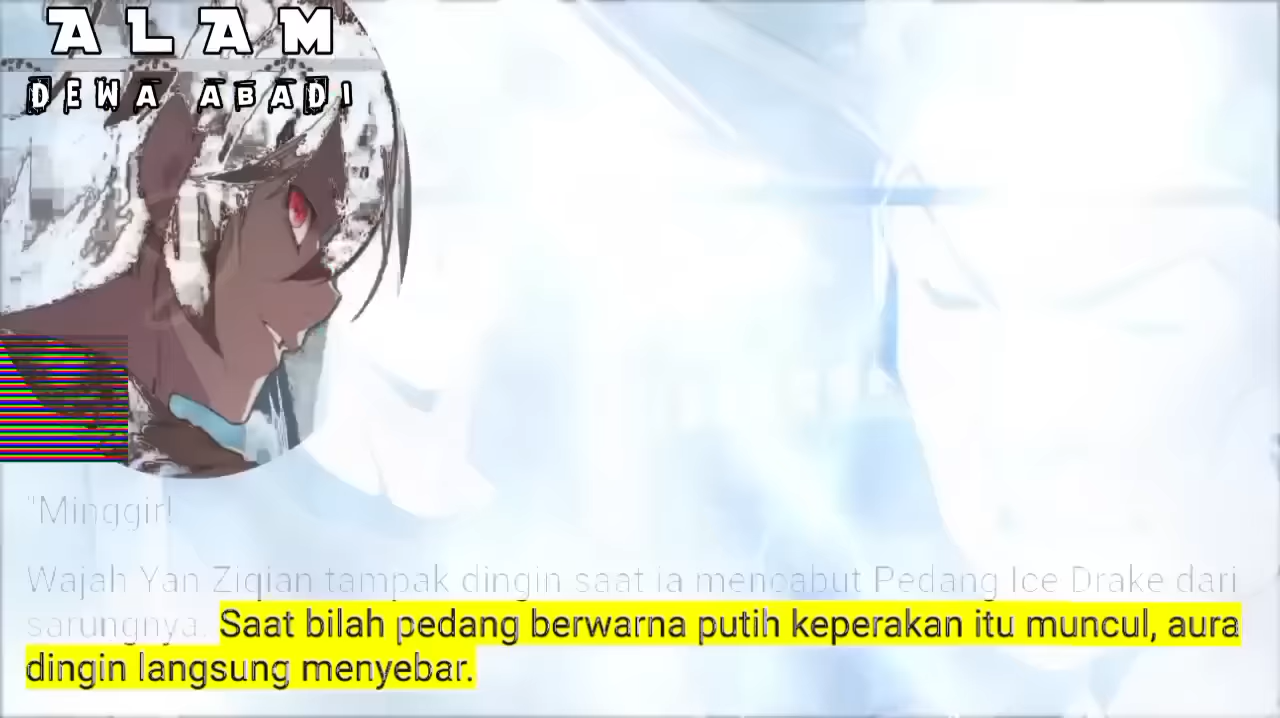 ALAM
DEWA ABADI
"Minggir!
Wajah Yan Ziqian tampak dingin saat ia mencabut Pedang Ice Drake dari
sarungnya. Saat bilah pedang berwarna putih keperakan itu muncul, aura
dingin langsung menyebar.